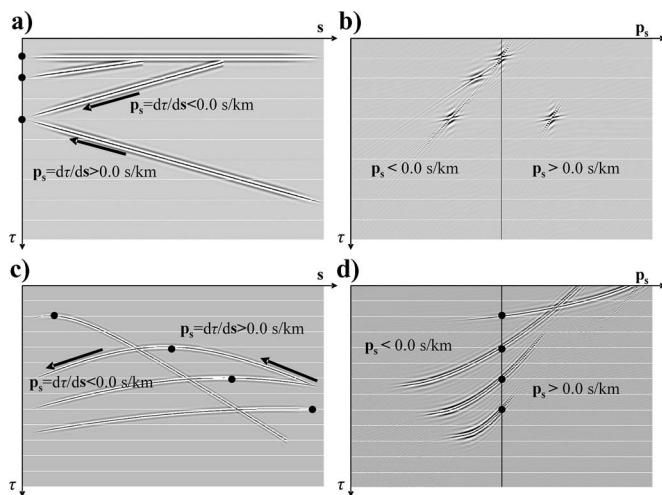 a)
s
p_s=dτ/ds<0.0 s/km
p_s=dτ/ds>0.0 s/km
τ
b)
p_s
p_s < 0.0 s/km
p_s > 0.0 s/km
c)
s
p_s=dτ/ds>0.0 s/km
p_s=dτ/ds<0.0 s/km
τ
d)
p_s
p_s < 0.0 s/km
p_s > 0.0 s/km
τ